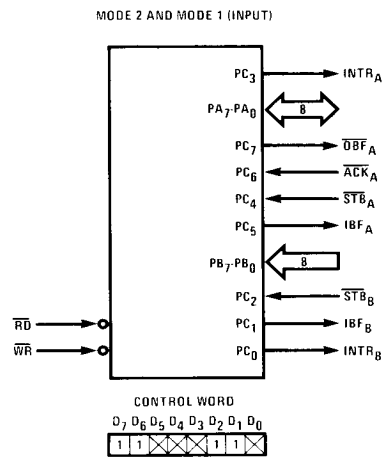 MODE 2 AND MODE 1 (INPUT)
PC3 INTRA
PA7-PA0 8
PC7 OBFA
PC6 ACKA
PC4 STBA
PC5 IBFA
PB7-PB0 8
PC2 STBB
RD PC1 IBFB
WR PC0 INTRB
CONTROL WORD
D7 D6 D5 D4 D3 D2 D1 D0
1 1 X X X 1 1 X